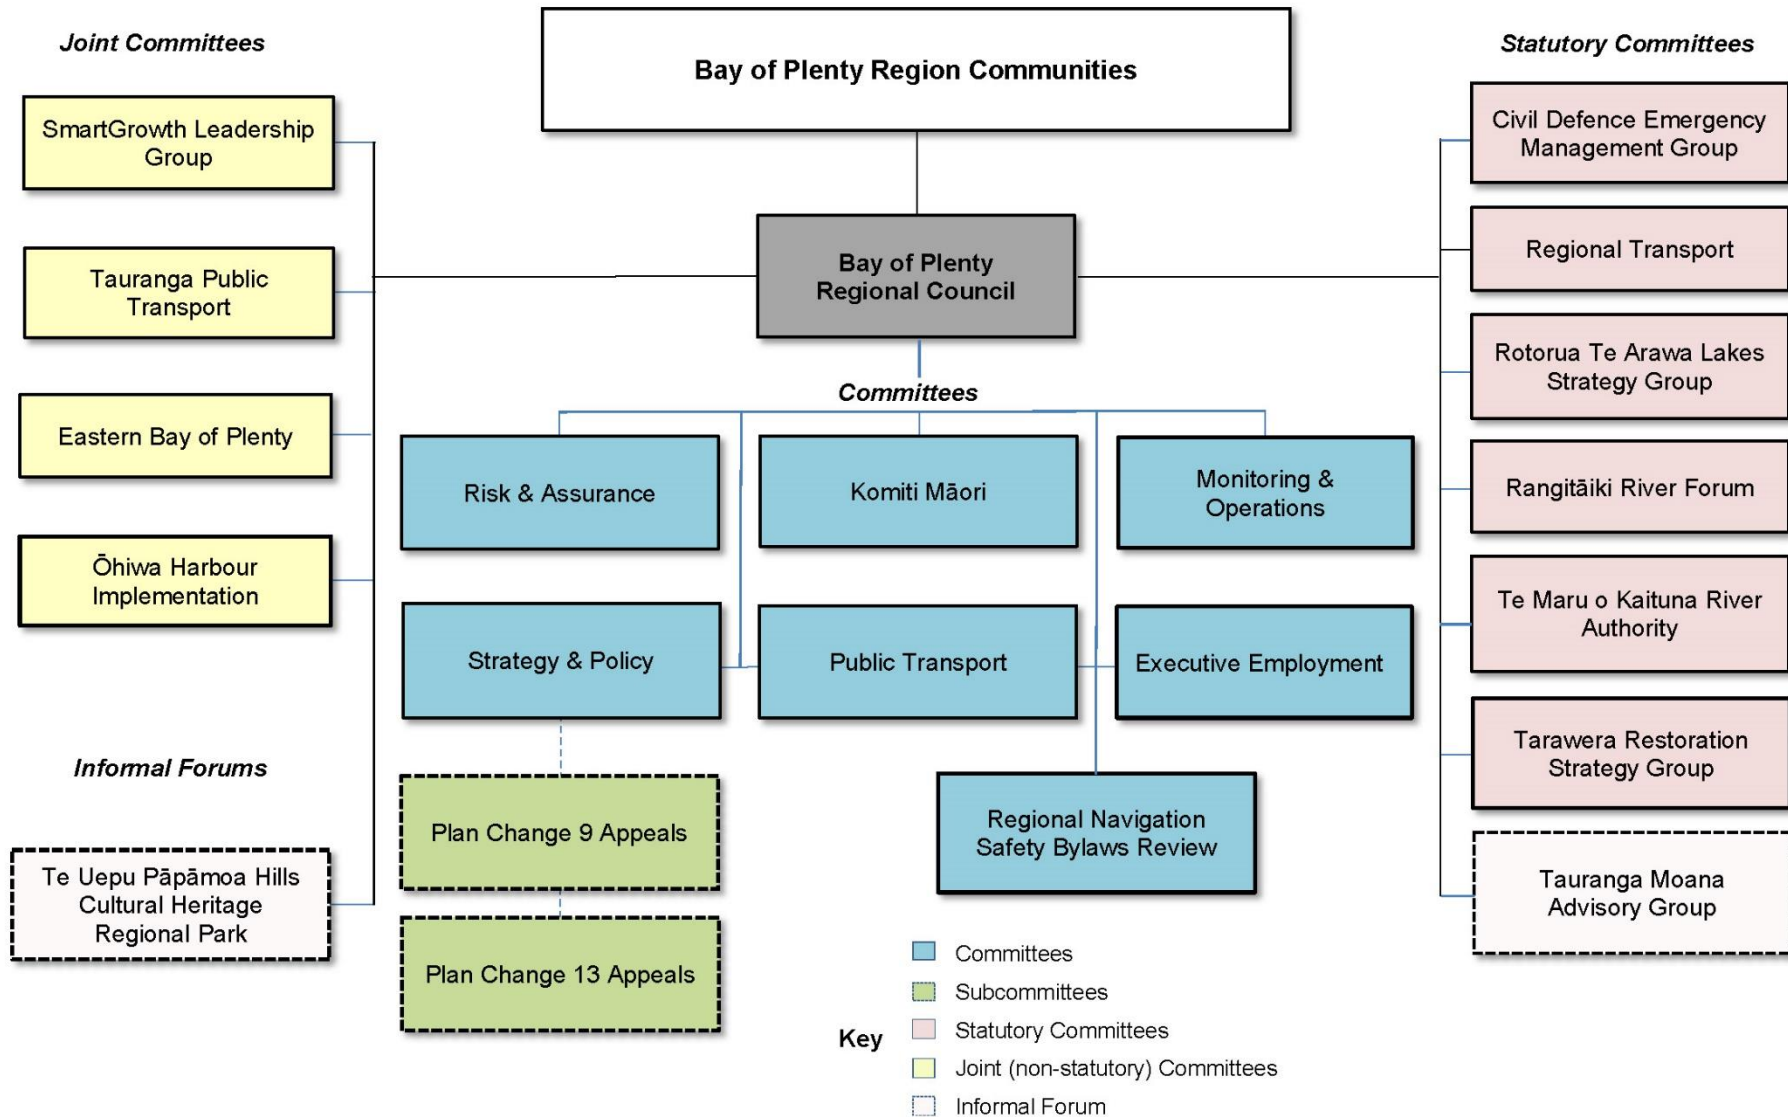 Bay of Plenty Region Communities
Bay of Plenty
Regional Council
Joint Committees
SmartGrowth Leadership
Group
Tauranga Public
Transport
Eastern Bay of Plenty
Ōhiwa Harbour
Implementation
Informal Forums
Te Uepu Pāpāmoa Hills
Cultural Heritage
Regional Park
Committees
Risk & Assurance
Komiti Māori
Monitoring &
Operations
Strategy & Policy
Public Transport
Executive Employment
Plan Change 9 Appeals
Plan Change 13 Appeals
Regional Navigation
Safety Bylaws Review
Statutory Committees
Civil Defence Emergency
Management Group
Regional Transport
Rotorua Te Arawa Lakes
Strategy Group
Rangitāiki River Forum
Te Maru o Kaituna River
Authority
Tarawera Restoration
Strategy Group
Tauranga Moana
Advisory Group
Key
Committees
Subcommittees
Statutory Committees
Joint (non-statutory) Committees
Informal Forum